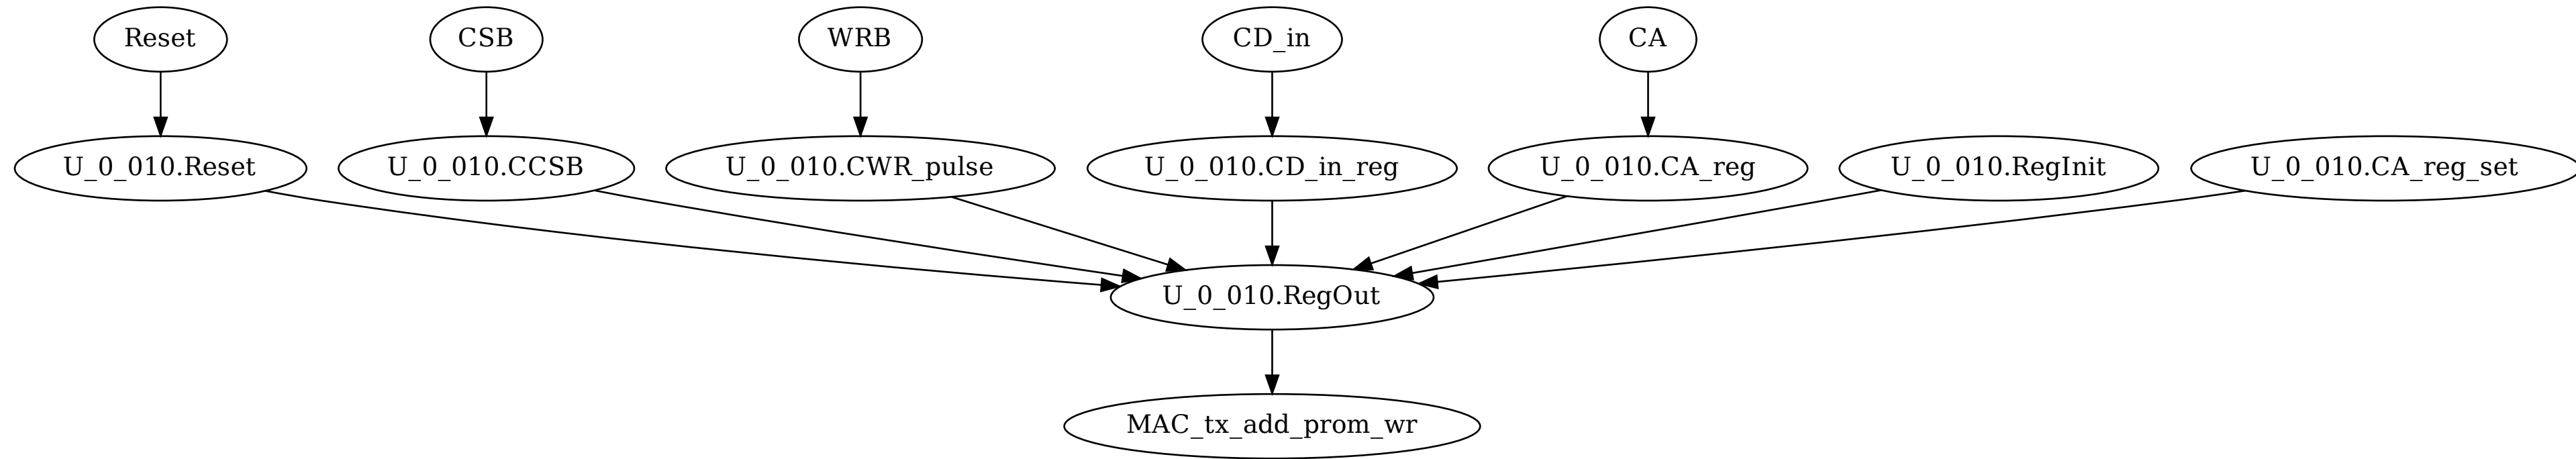 Reset
CSB
WRB
CD_in
CA
U_0_010.Reset
U_0_010.CCSB
U_0_010.CWR_pulse
U_0_010.CD_in_reg
U_0_010.CA_reg
U_0_010.RegInit
U_0_010.CA_reg_set
U_0_010.RegOut
MAC_tx_add_prom_wr